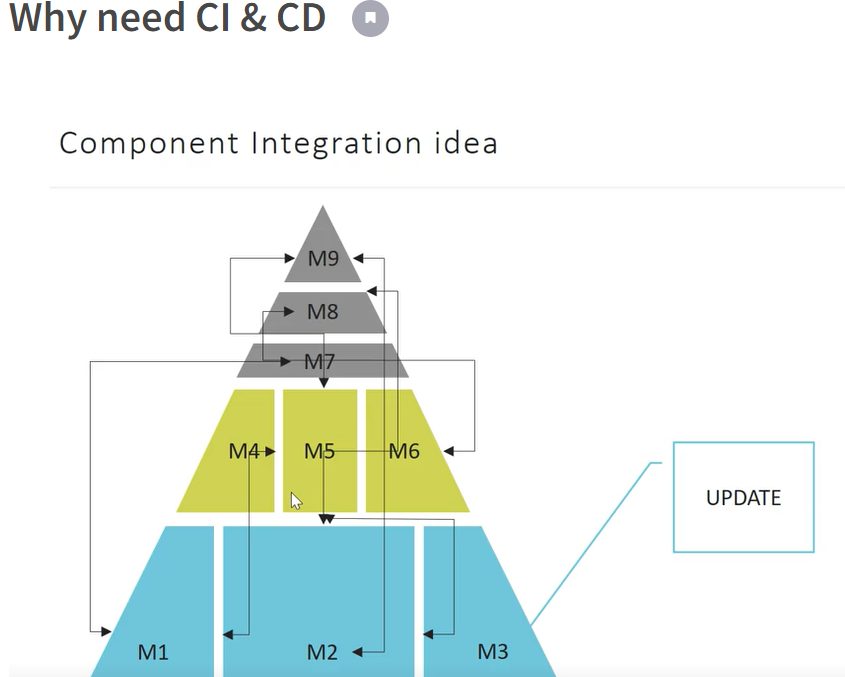 Why need CI & CD
Component Integration idea
M9
M8
M7
M4 M5 M6
UPDATE
M1 M2 M3